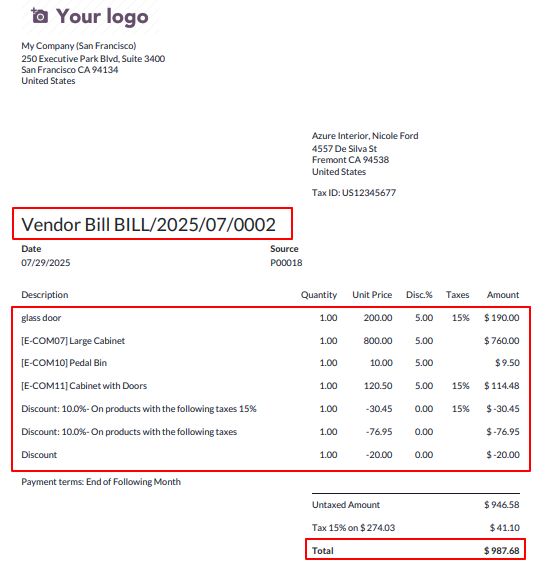 Your logo
My Company (San Francisco)
250 Executive Park Blvd, Suite 3400
San Francisco CA 94134
United States
Azure Interior, Nicole Ford
4557 De Silva St
Fremont CA 94538
United States
Tax ID: US12345677
Vendor Bill BILL/2025/07/0002
Date Source
07/29/2025 P00018
Description Quantity Unit Price Disc.% Taxes Amount
glass door 1.00 200.00 5.00 15% $ 190.00
[E-COM07] Large Cabinet 1.00 800.00 5.00 $ 760.00
[E-COM10] Pedal Bin 1.00 10.00 5.00 $ 9.50
[E-COM11] Cabinet with Doors 1.00 120.50 5.00 15% $ 114.48
Discount: 10.0%- On products with the following taxes 15% 1.00 -30.45 0.00 15% $ -30.45
Discount: 10.0%- On products with the following taxes 1.00 -76.95 0.00 $ -76.95
Discount 1.00 -20.00 0.00 $ -20.00
Payment terms: End of Following Month
Untaxed Amount $ 946.58
Tax 15% on $ 274.03 $ 41.10
Total $ 987.68